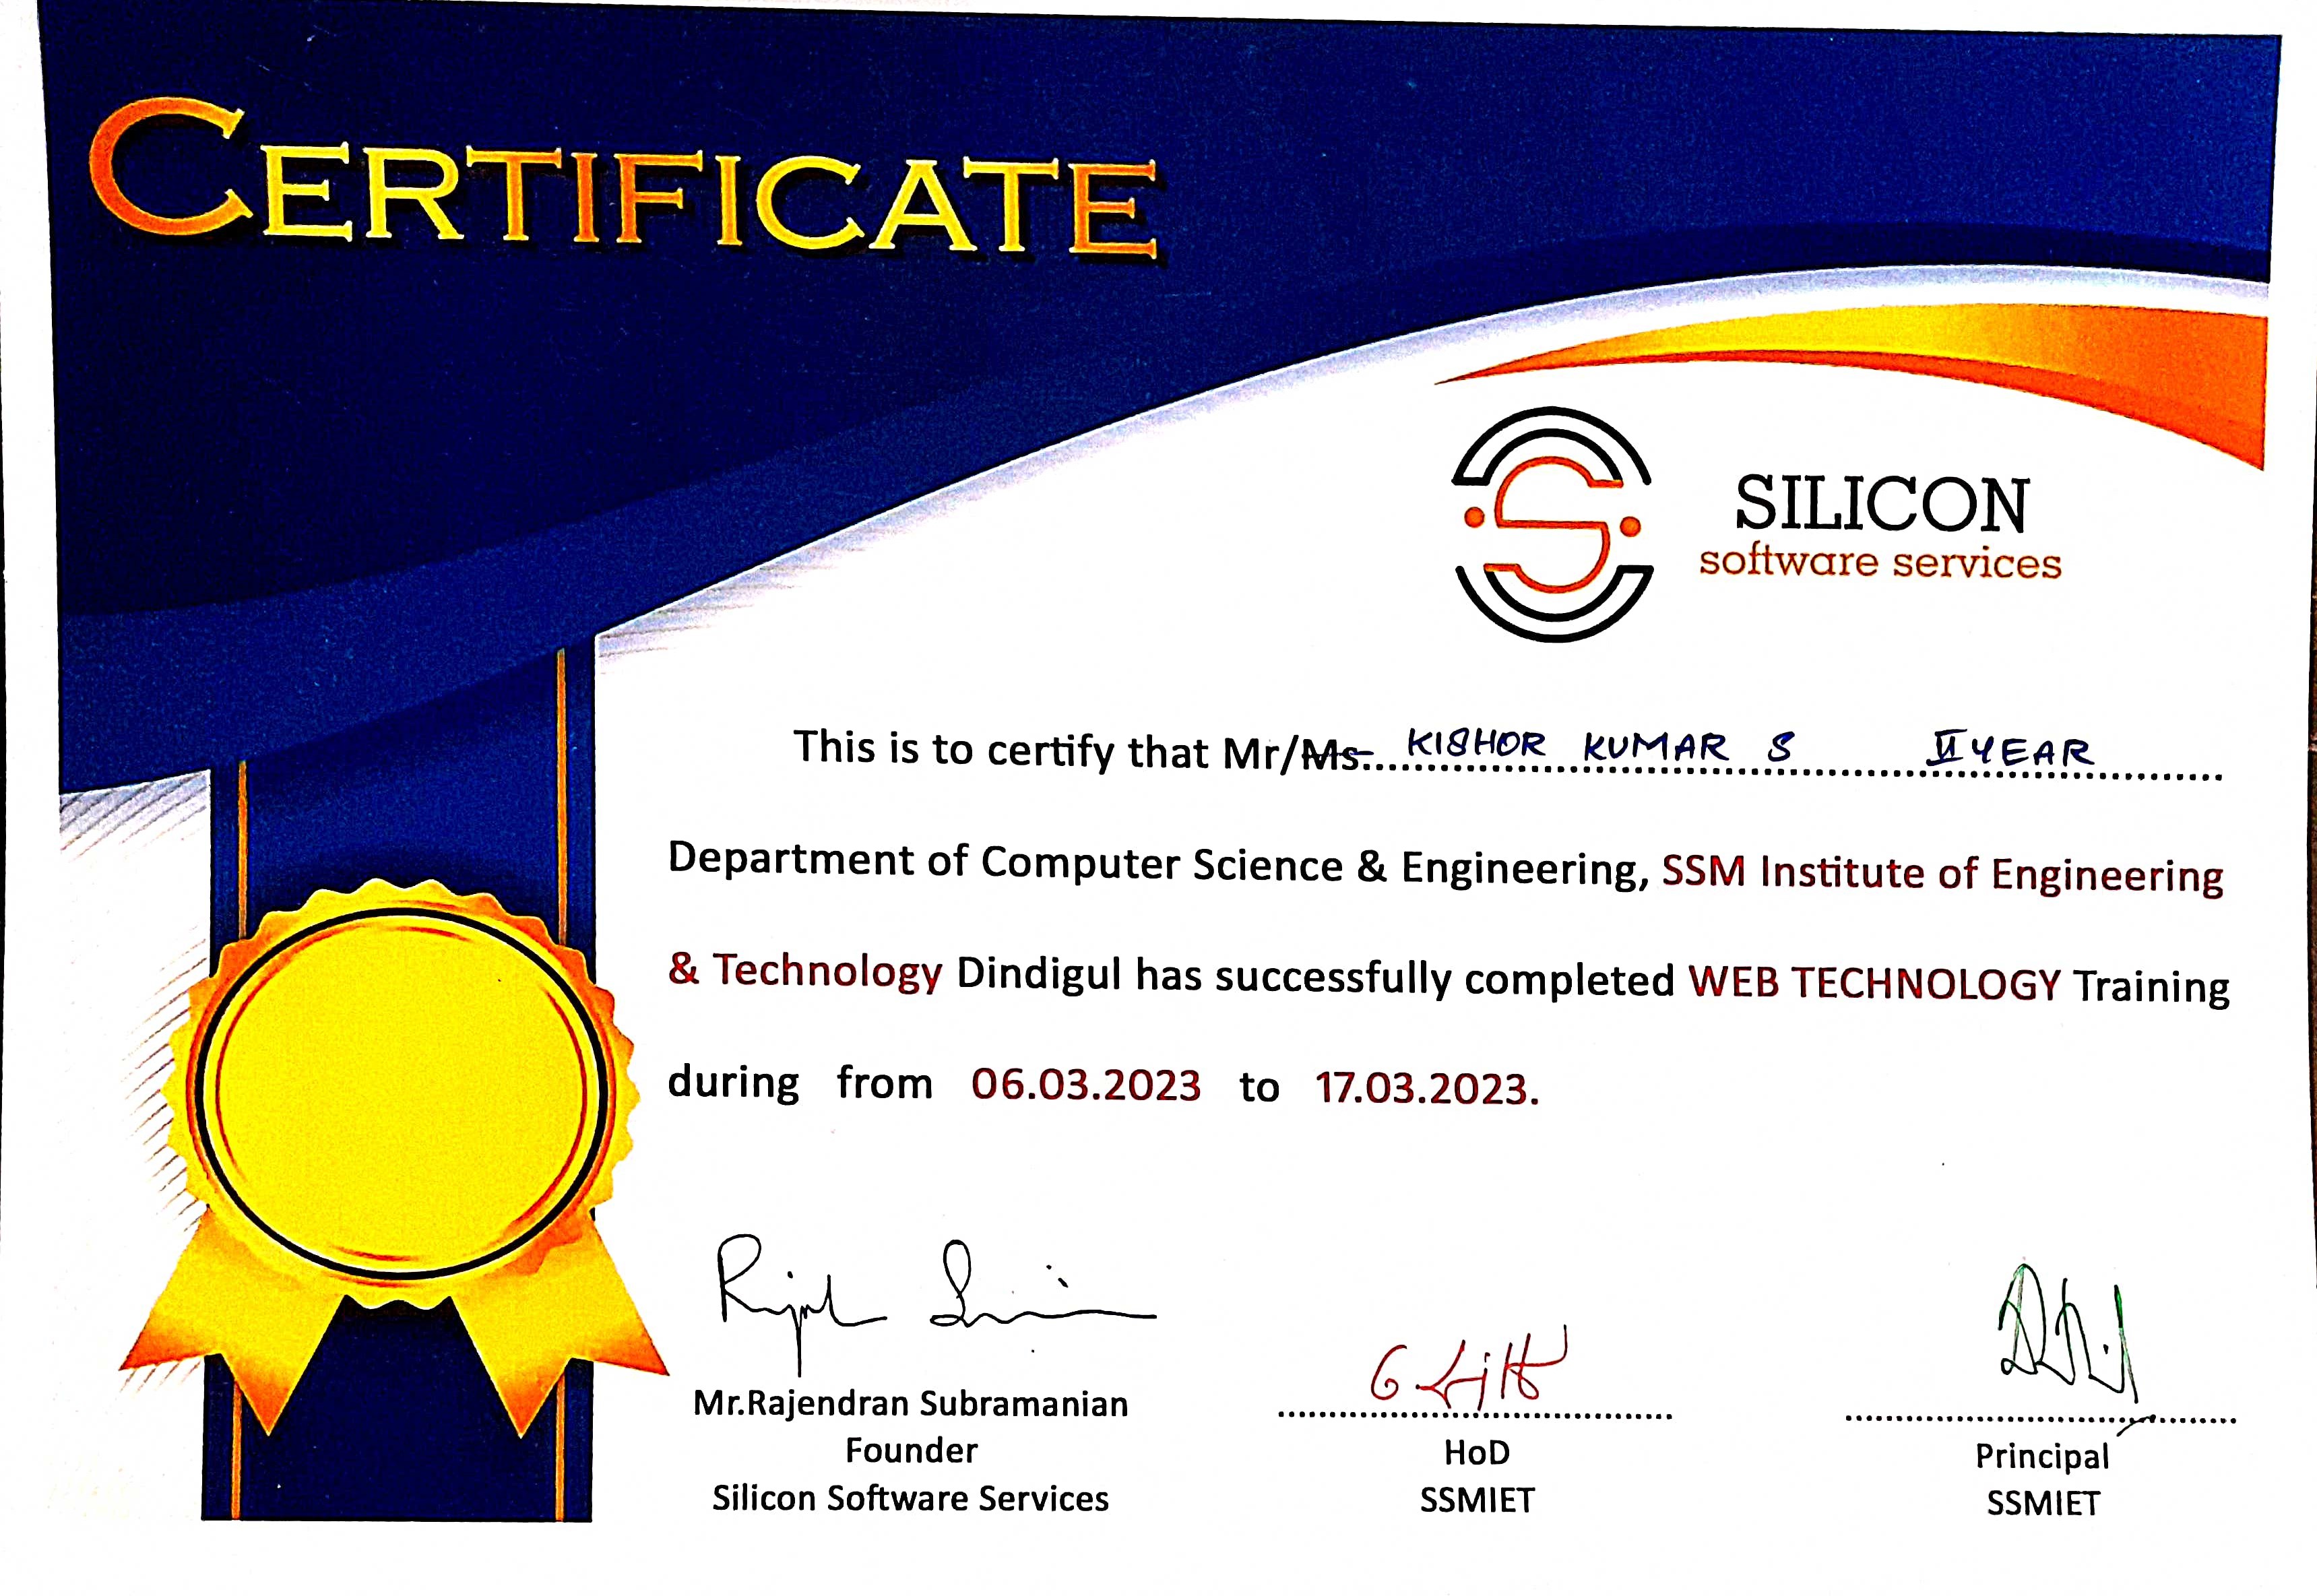 CERTIFICATE
SILICON
software services
This is to certify that Mr/Ms. KISHOR KUMAR S II YEAR
Department of Computer Science & Engineering, SSM Institute of Engineering
& Technology Dindigul has successfully completed WEB TECHNOLOGY Training
during from 06.03.2023 to 17.03.2023.
Mr.Rajendran Subramanian
Founder
Silicon Software Services
HoD
SSMIET
Principal
SSMIET